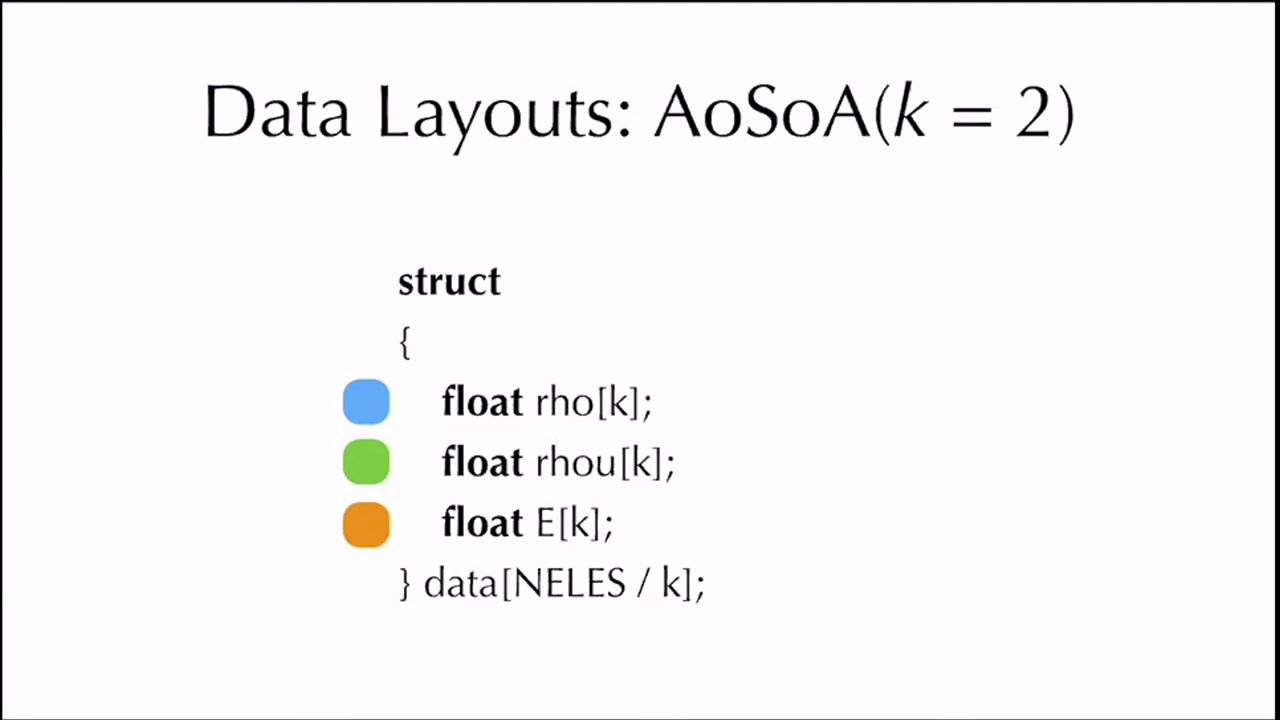 Data Layouts: AoSoA(k = 2)
struct
{
float rho[k];
float rhou[k];
float E[k];
} data[NELES / k];